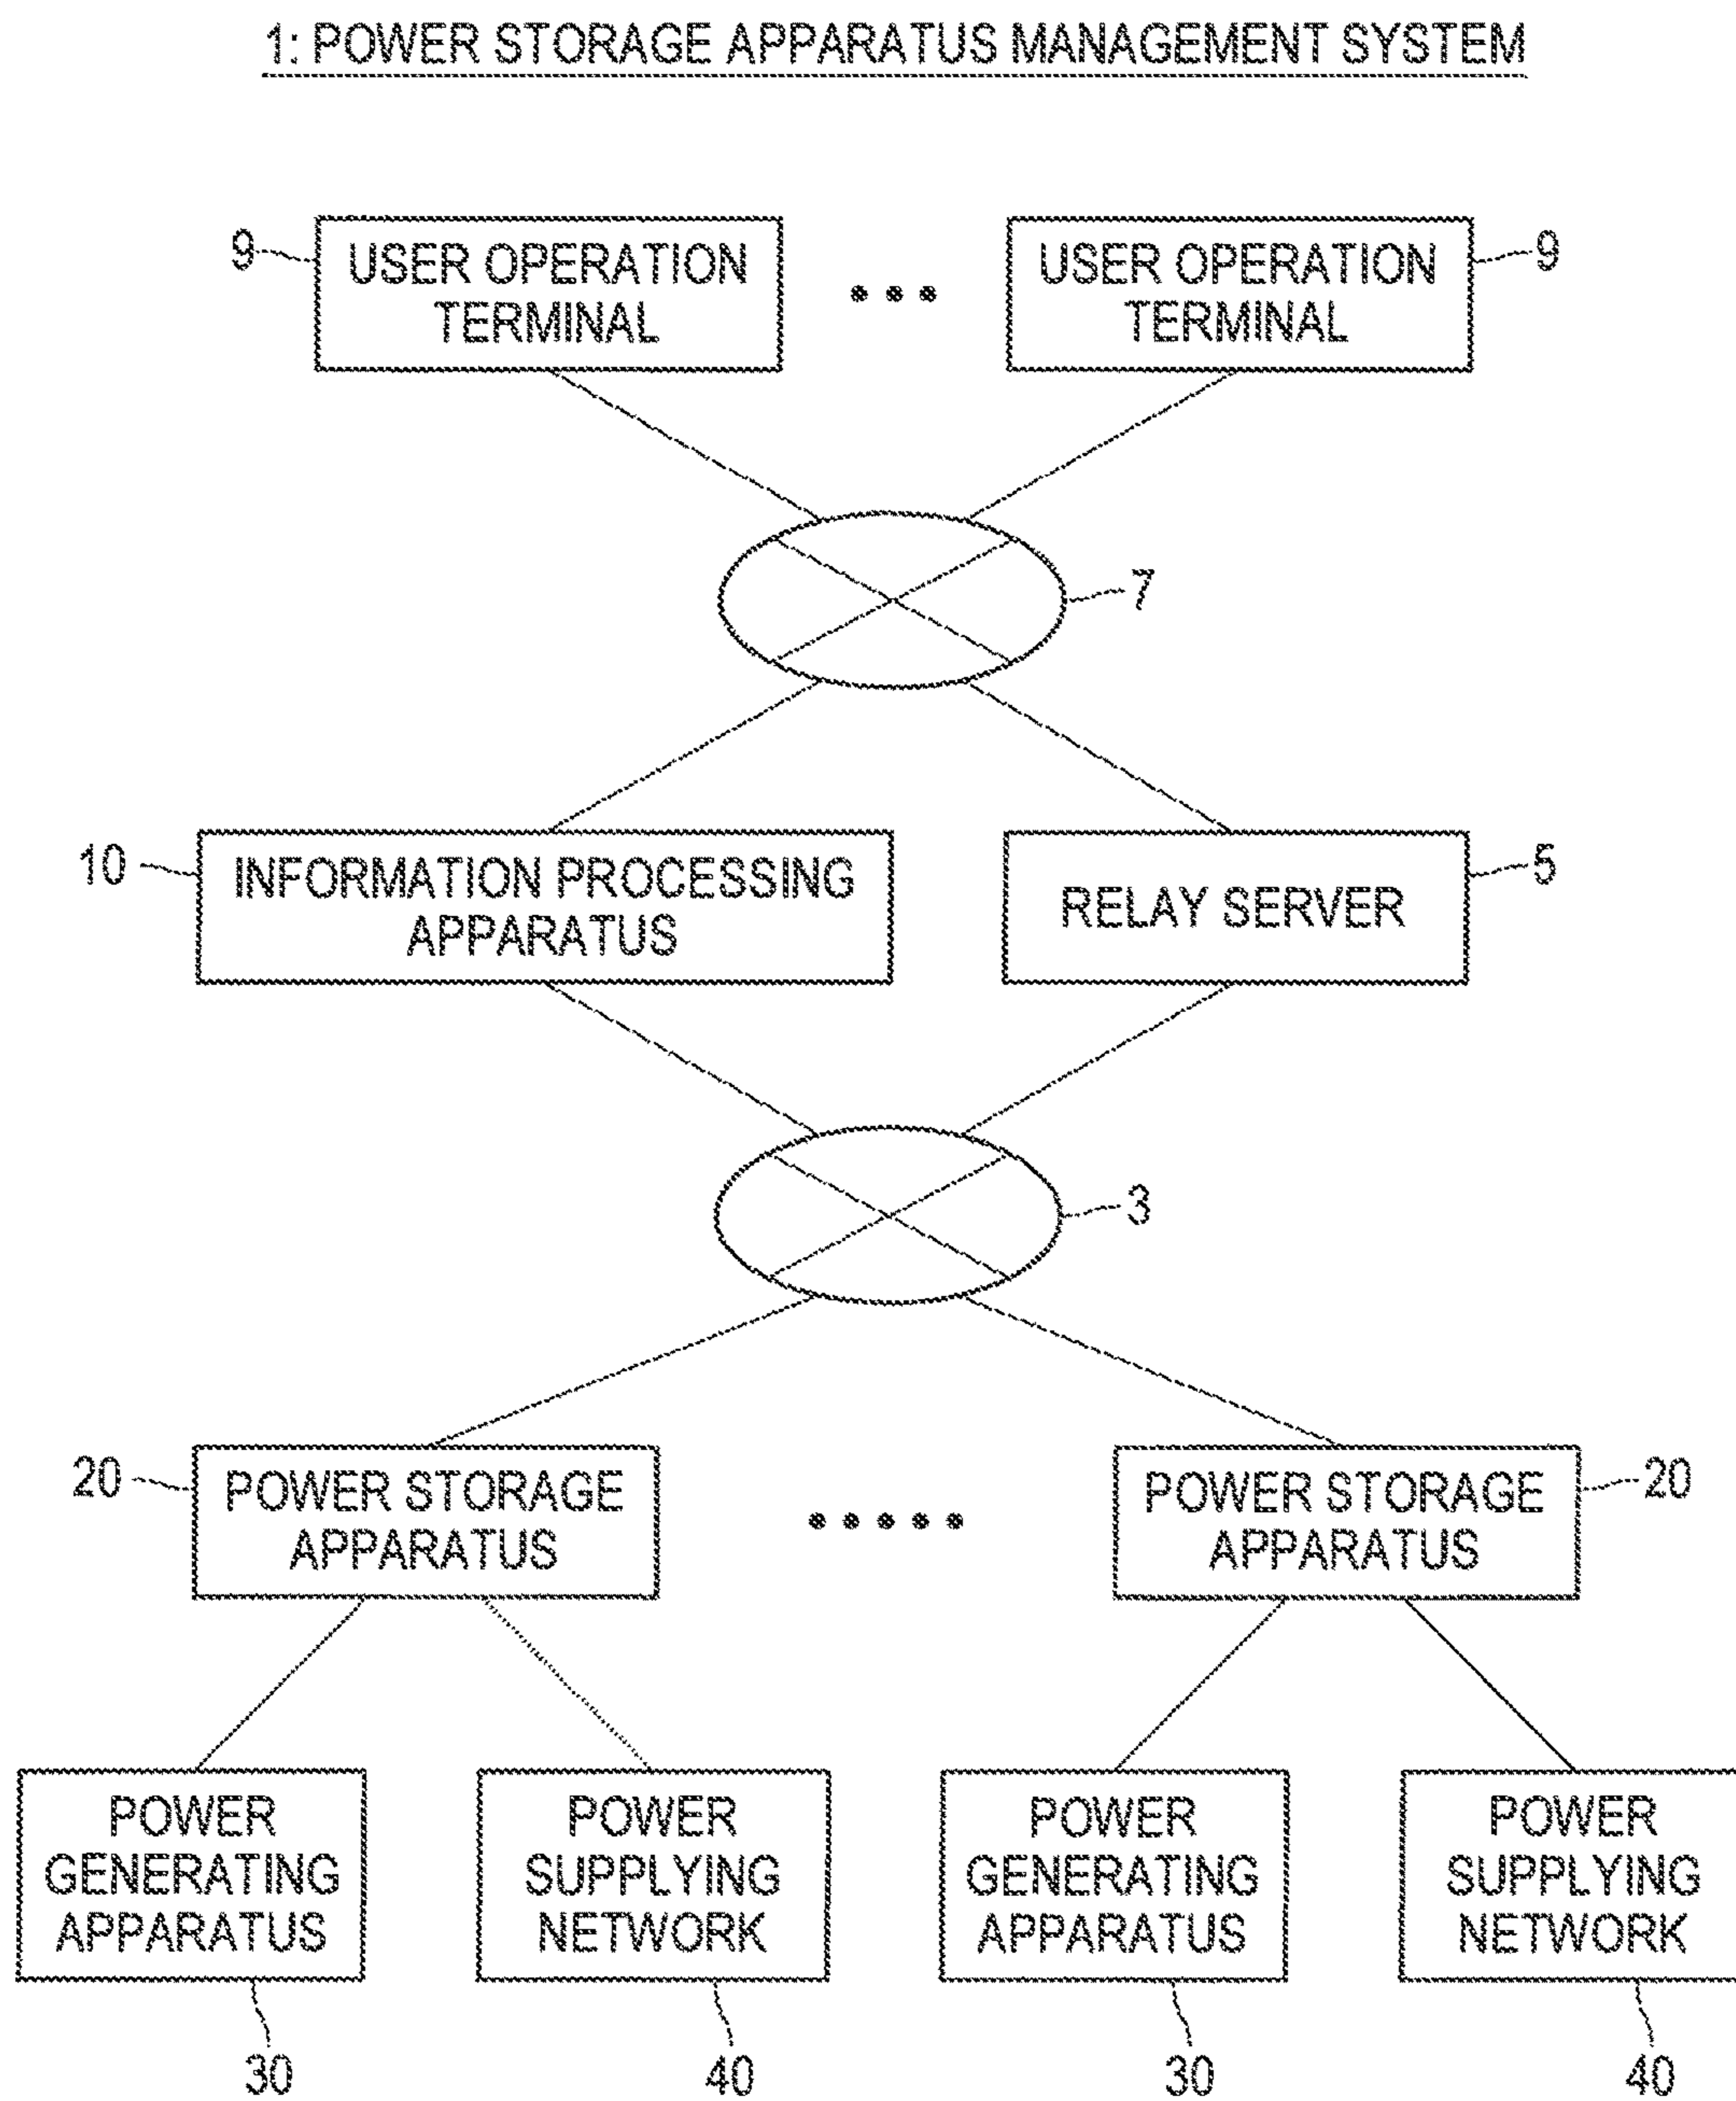 1: POWER STORAGE APPARATUS MANAGEMENT SYSTEM
9
USER OPERATION
TERMINAL
USER OPERATION
TERMINAL
9
7
10
INFORMATION PROCESSING
APPARATUS
RELAY SERVER
5
3
20
POWER STORAGE
APPARATUS
POWER STORAGE
APPARATUS
20
POWER
GENERATING
APPARATUS
POWER
SUPPLYING
NETWORK
POWER
GENERATING
APPARATUS
POWER
SUPPLYING
NETWORK
30
40
30
40